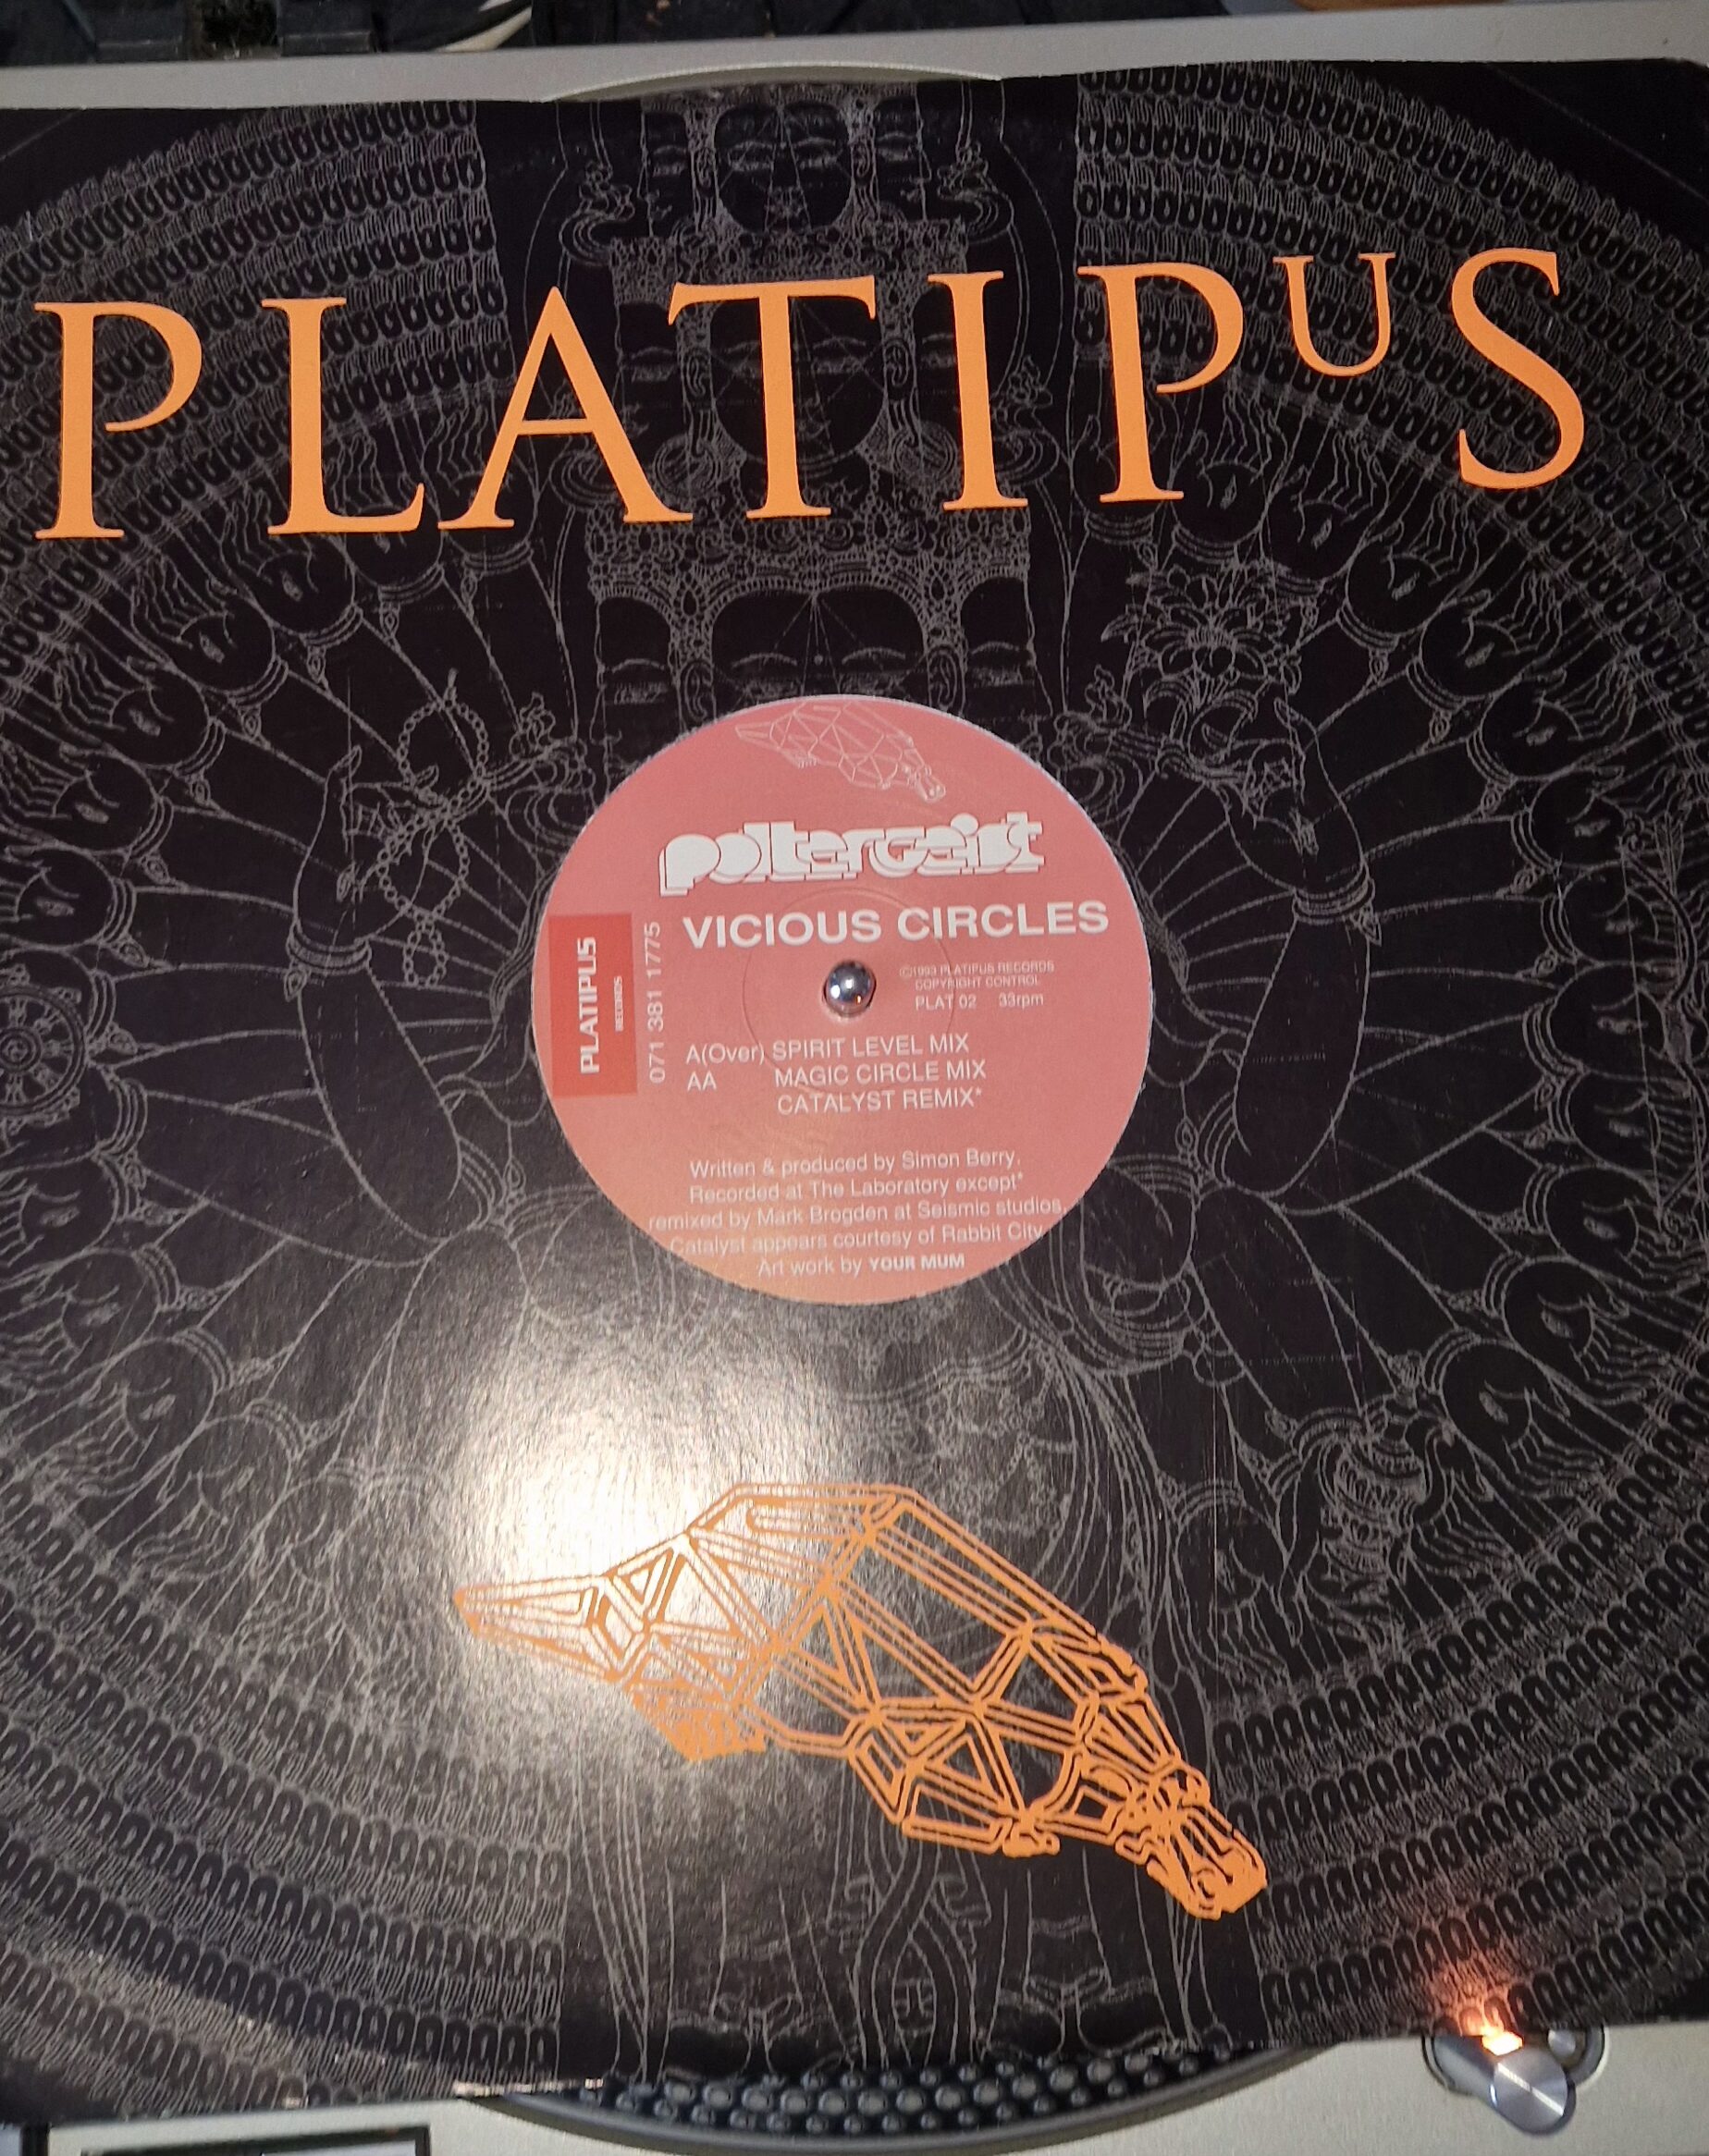 PLATIPUS
poltergeist
VICIOUS CIRCLES
PLATIPUS
RECORDS
071 381 1775
©1993 PLATIPUS RECORDS
COPYRIGHT CONTROL
PLAT 02 33rpm
A(Over) SPIRIT LEVEL MIX
AA MAGIC CIRCLE MIX
CATALYST REMIX*
Written & produced by Simon Berry.
Recorded at The Laboratory except*
remixed by Mark Brogden at Seismic studios.
Catalyst appears courtesy of Rabbit City.
Art work by YOUR MUM